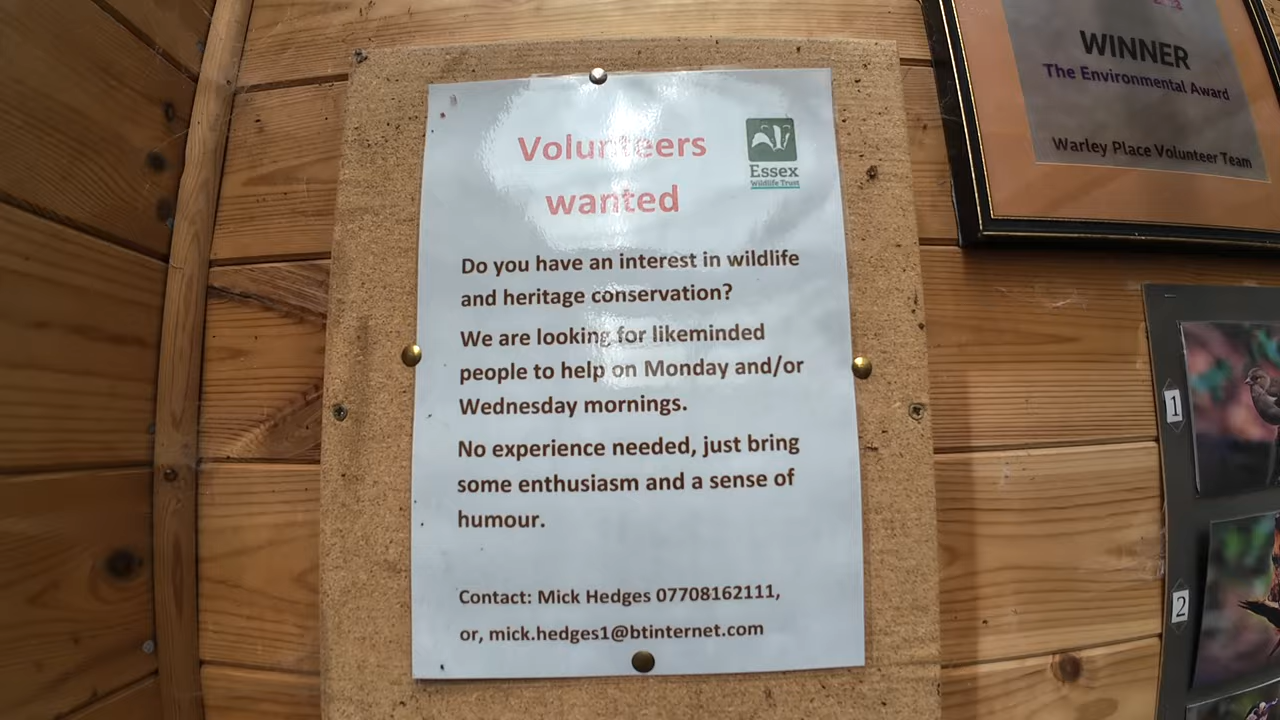 Volunteers
wanted
Essex
Wildlife Trust
Do you have an interest in wildlife
and heritage conservation?
We are looking for likeminded
people to help on Monday and/or
Wednesday mornings.
No experience needed, just bring
some enthusiasm and a sense of
humour.
Contact: Mick Hedges 07708162111,
or, mick.hedges1@btinternet.com
WINNER
The Environmental Award
Warley Place Volunteer Team
1
2